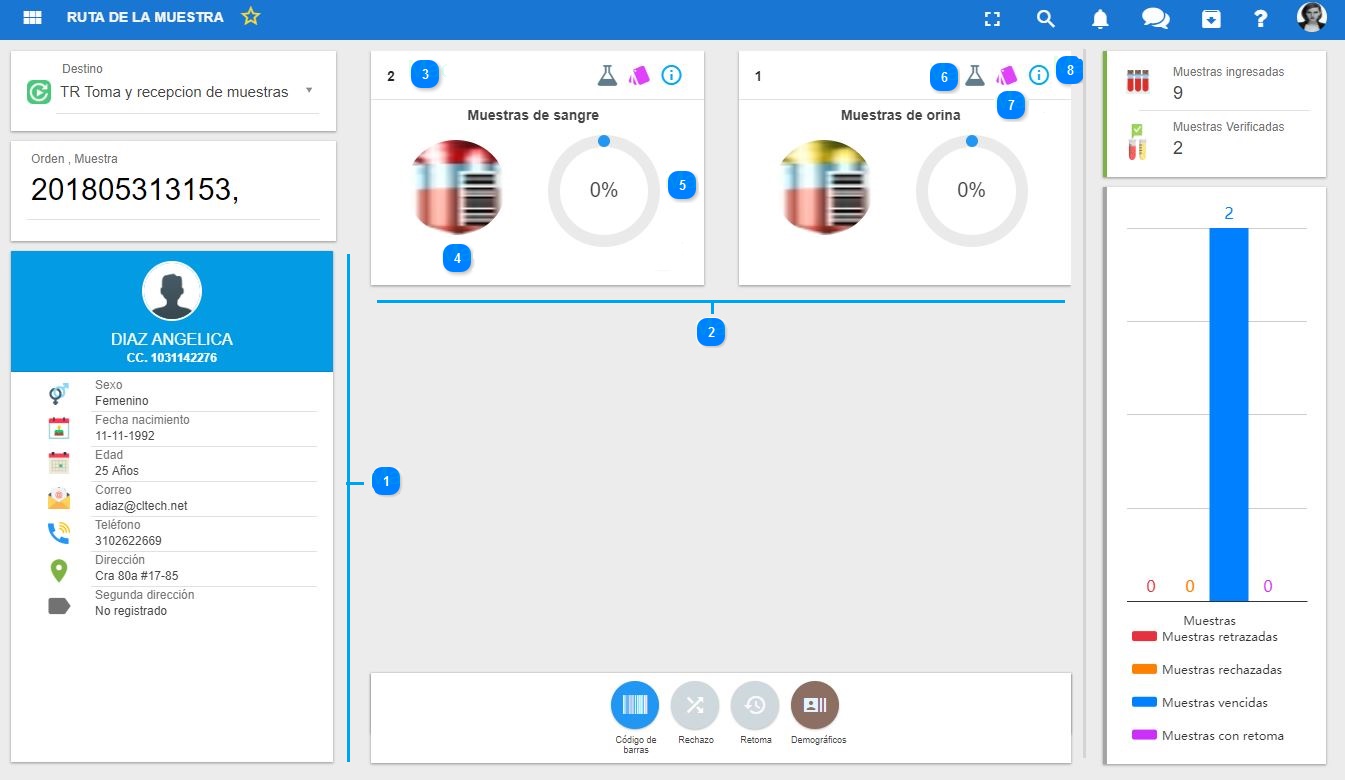 RUTA DE LA MUESTRA
?
Destino
TR Toma y recepcion de muestras
Orden , Muestra
201805313153,
DIAZ ANGELICA
CC. 1031142276
Sexo
Femenino
Fecha nacimiento
11-11-1992
Edad
25 Años
Correo
adiaz@cltech.net
Teléfono
3102622669
Dirección
Cra 80a #17-85
Segunda dirección
No registrado
1
2 3
Muestras de sangre
0%
5
4
1 6 8
7
Muestras de orina
0%
2
Código de barras
Rechazo
Retoma
Demográficos
Muestras ingresadas
9
Muestras Verificadas
2
2
0 0 0
Muestras
Muestras retrazadas
Muestras rechazadas
Muestras vencidas
Muestras con retoma